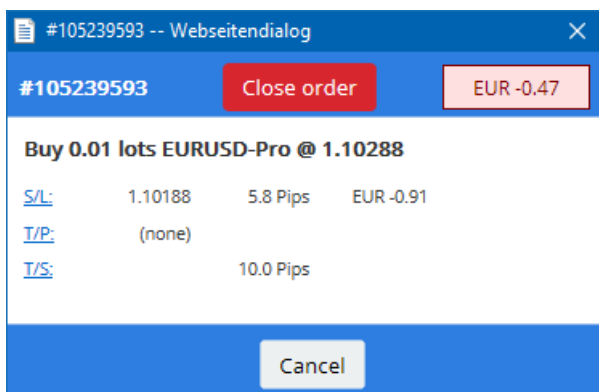 #105239593 -- Webseitendialog
#105239593 Close order EUR -0.47
Buy 0.01 lots EURUSD-Pro @ 1.10288
S/L: 1.10188 5.8 Pips EUR -0.91
T/P: (none)
T/S: 10.0 Pips
Cancel